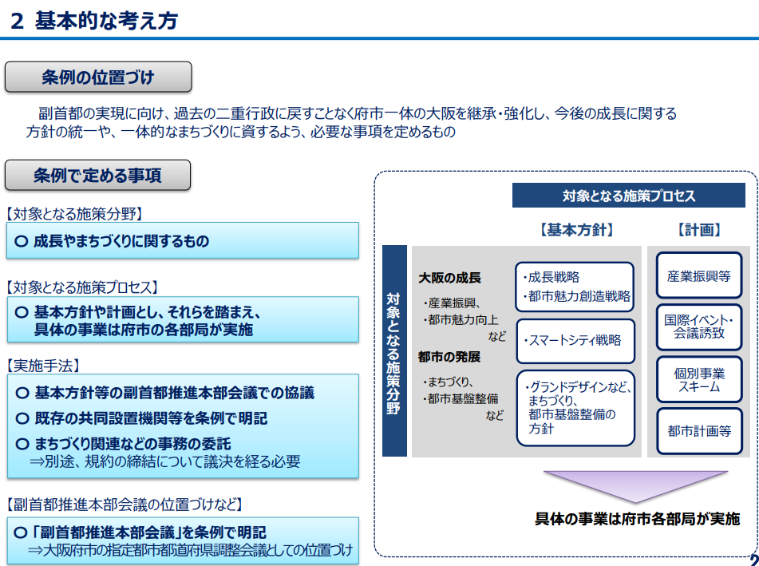 2 基本的な考え方
条例の位置づけ
副首都の実現に向け、過去の二重行政に戻すことなく府市一体の大阪を継承・強化し、今後の成長に関する
方針の統一や、一体的なまちづくりに資するよう、必要な事項を定めるもの
条例で定める事項
【対象となる施策分野】
○ 成長やまちづくりに関するもの
【対象となる施策プロセス】
○ 基本方針や計画とし、それらを踏まえ、
具体の事業は府市の各部局が実施
【実施手法】
○ 基本方針等の副首都推進本部会議での協議
○ 既存の共同設置機関等を条例で明記
○ まちづくり関連などの事務の委託
⇒別途、規約の締結について議決を経る必要
【副首都推進本部会議の位置づけなど】
○ 「副首都推進本部会議」を条例で明記
⇒大阪府市の指定都市都道府県調整会議としての位置づけ
対象となる施策プロセス
【基本方針】
【計画】
対象となる施策分野
大阪の成長
・産業振興、
・都市魅力向上
など
都市の発展
・まちづくり、
・都市基盤整備
など
・成長戦略
・都市魅力創造戦略
・スマートシティ戦略
・グランドデザインなど、
まちづくり、
都市基盤整備の
方針
産業振興等
国際イベント・
会議誘致
個別事業
スキーム
都市計画等
具体の事業は府市各部局が実施
2